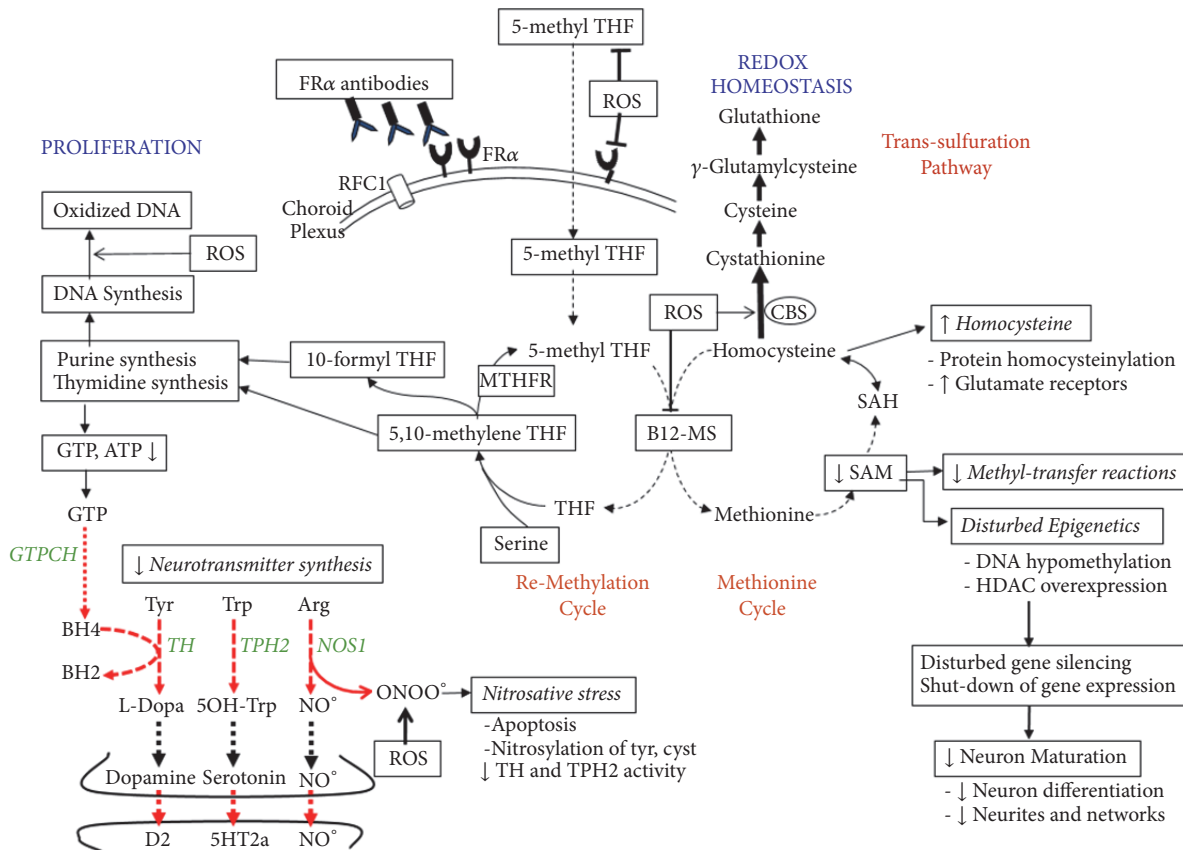 5-methyl THF
REDOX
HOMEOSTASIS
FRα antibodies
ROS
Glutathione
PROLIFERATION
FRα
Trans-sulfuration
Pathway
γ-Glutamylcysteine
RFC1
Choroid
Plexus
Oxidized DNA
Cysteine
ROS
5-methyl THF
Cystathionine
DNA Synthesis
ROS
CBS
↑ Homocysteine
Purine synthesis
Thymidine synthesis
10-formyl THF
5-methyl THF
Homocysteine
- Protein homocysteinylation
- ↑ Glutamate receptors
MTHFR
SAH
GTP, ATP ↓
5,10-methylene THF
B12-MS
↓ SAM
↓ Methyl-transfer reactions
GTP
THF
Methionine
Disturbed Epigenetics
- DNA hypomethylation
- HDAC overexpression
GTPCH
Serine
↓ Neurotransmitter synthesis
Re-Methylation
Cycle
Methionine
Cycle
Tyr
Trp
Arg
BH4
TH
TPH2
NOS1
BH2
Disturbed gene silencing
Shut-down of gene expression
L-Dopa
5OH-Trp
NO°
ONOO°
Nitrosative stress
-Apoptosis
-Nitrosylation of tyr, cyst
↓ TH and TPH2 activity
ROS
↓ Neuron Maturation
- ↓ Neuron differentiation
- ↓ Neurites and networks
Dopamine
Serotonin
NO°
D2
5HT2a
NO°